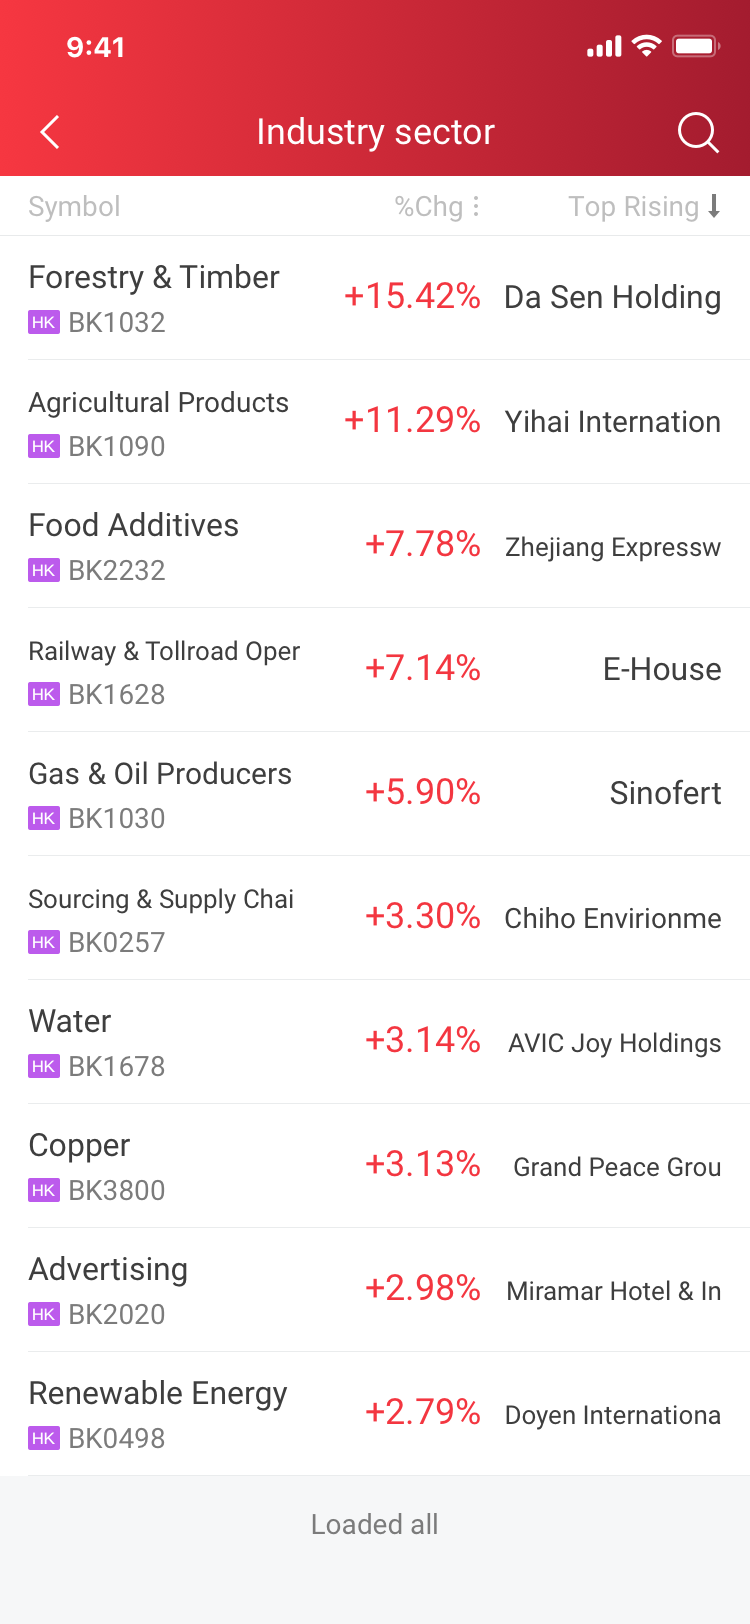 9:41
Industry sector
Symbol %Chg Top Rising
Forestry & Timber
HK BK1032
+15.42%
Da Sen Holding
Agricultural Products
HK BK1090
+11.29%
Yihai Internation
Food Additives
HK BK2232
+7.78%
Zhejiang Expressw
Railway & Tollroad Oper
HK BK1628
+7.14%
E-House
Gas & Oil Producers
HK BK1030
+5.90%
Sinofert
Sourcing & Supply Chai
HK BK0257
+3.30%
Chiho Envirionme
Water
HK BK1678
+3.14%
AVIC Joy Holdings
Copper
HK BK3800
+3.13%
Grand Peace Grou
Advertising
HK BK2020
+2.98%
Miramar Hotel & In
Renewable Energy
HK BK0498
+2.79%
Doyen Internationa
Loaded all